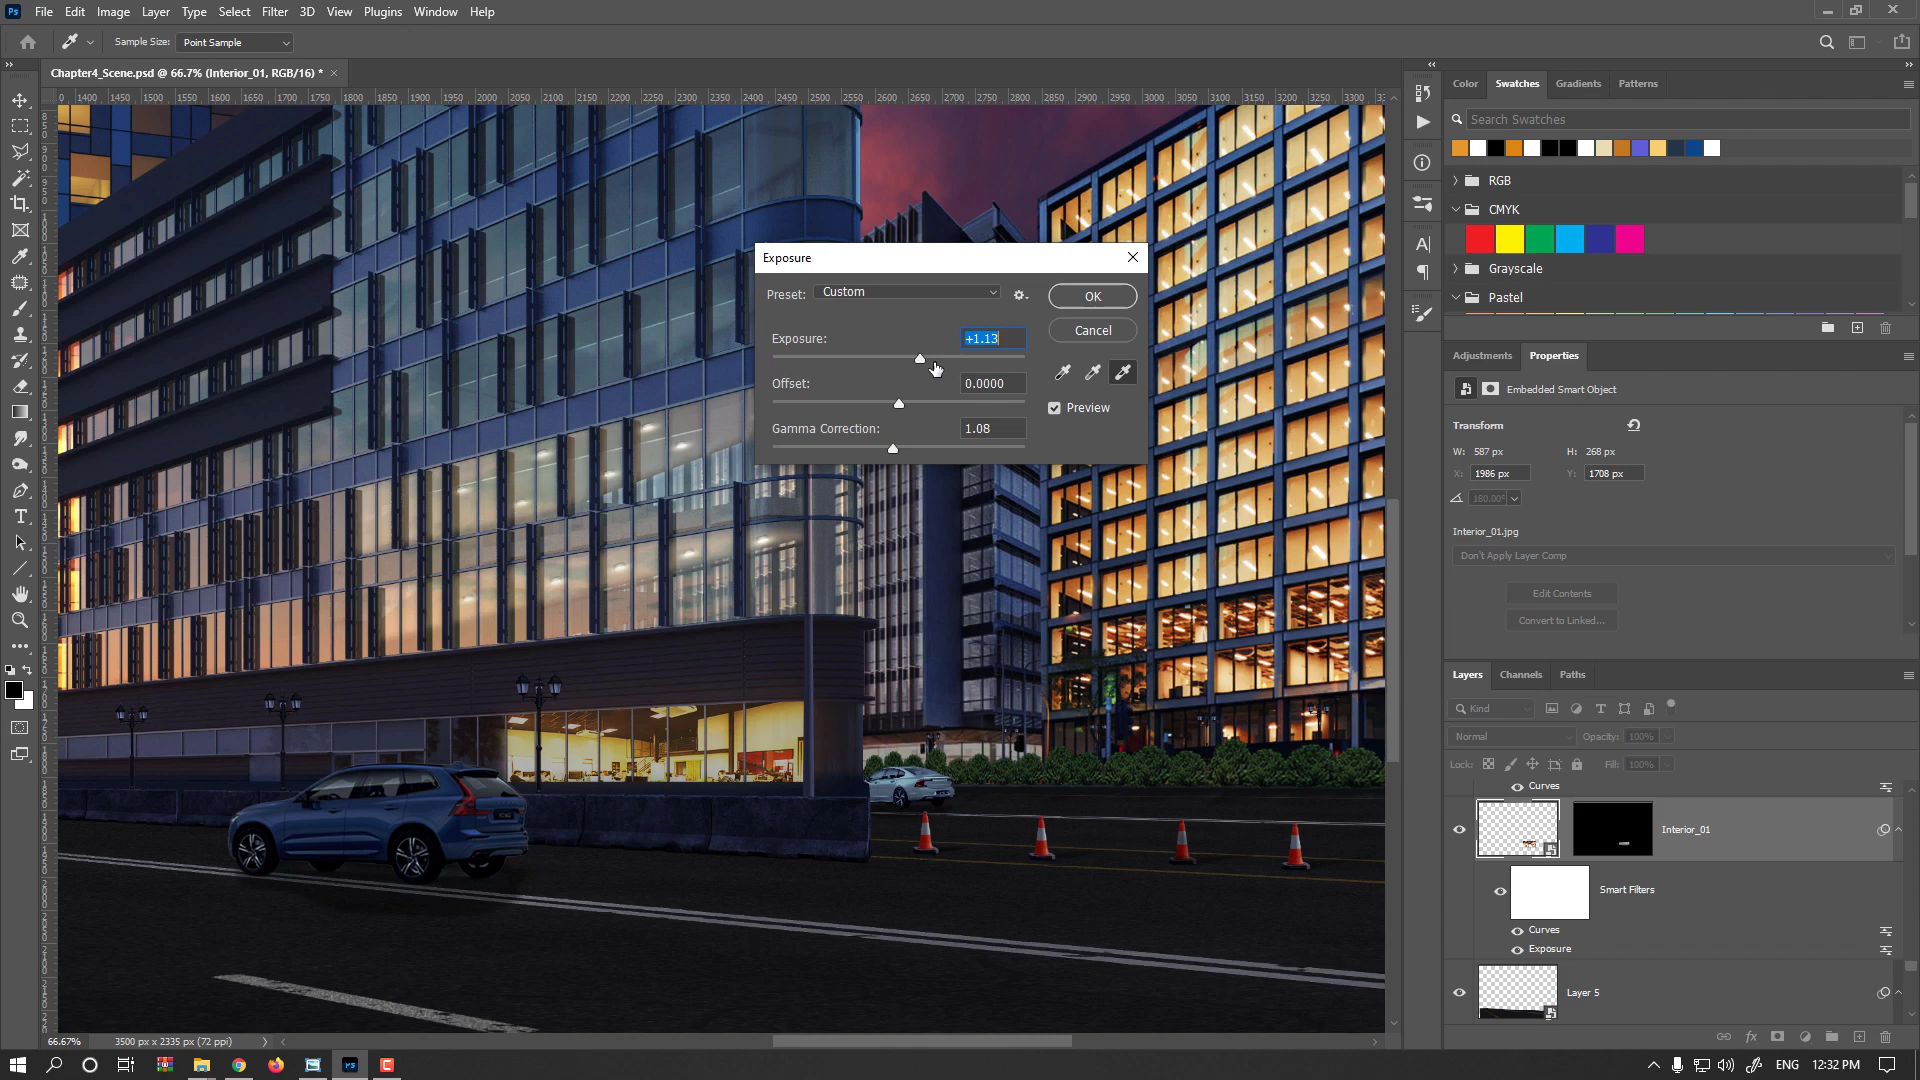 Ps File Edit Image Layer Type Select Filter 3D View Plugins Window Help
Sample Size: Point Sample
Chapter4_Scene.psd @ 66.7% (Interior_01, RGB/16) * ×
0 1400 1450 1500 1550 1600 1650 1700 1750 1800 1850 1900 1950 2000 2050 2100 2150 2200 2250 2300 2350 2400 2450 2500 2550 2600 2650 2700 2750 2800 2850 2900 2950 3000 3050 3100 3150 3200 3250 3300
Exposure
Preset: Custom
OK
Exposure: +1.13
Cancel
Offset: 0.0000
Preview
Gamma Correction: 1.08
Color Swatches Gradients Patterns
Search Swatches
RGB
CMYK
Grayscale
Pastel
Adjustments Properties
Embedded Smart Object
Transform
W: 587 px H: 268 px
X: 1986 px Y: 1708 px
180.00°
Interior_01.jpg
Don't Apply Layer Comp
Edit Contents
Convert to Linked...
Layers Channels Paths
Kind
Normal Opacity: 100%
Lock: Fill: 100%
Curves
Interior_01
Smart Filters
Curves
Exposure
Layer 5
fx
66.67% 3500 px x 2335 px (72 ppi)
ENG 12:32 PM